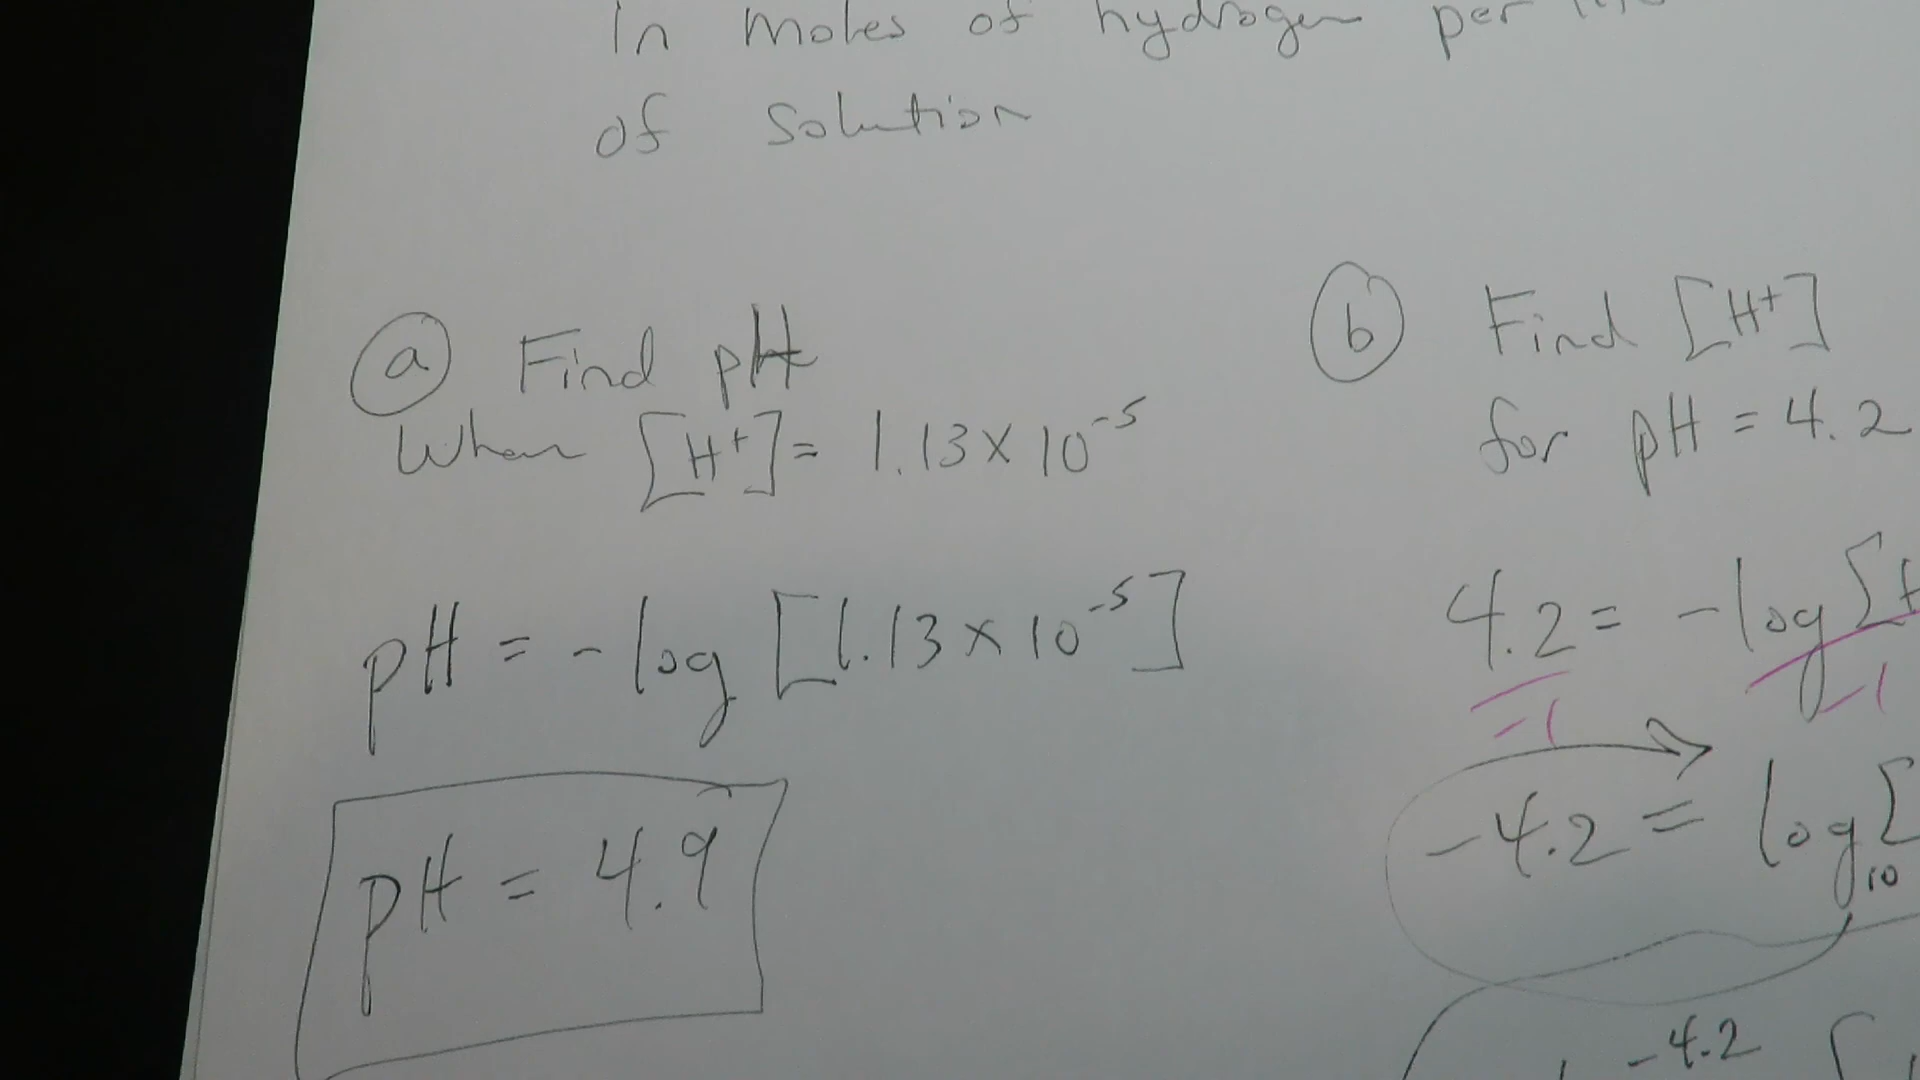 In moles of hydrogen per
of solution
(a) Find pH
When [H+] = 1.13 x 10^-5
pH = -log [1.13 x 10^-5]
pH = 4.9
(b) Find [H+]
for pH = 4.2
4.2 = -log [H
-1 -1
-4.2 = log10 [
-4.2 [